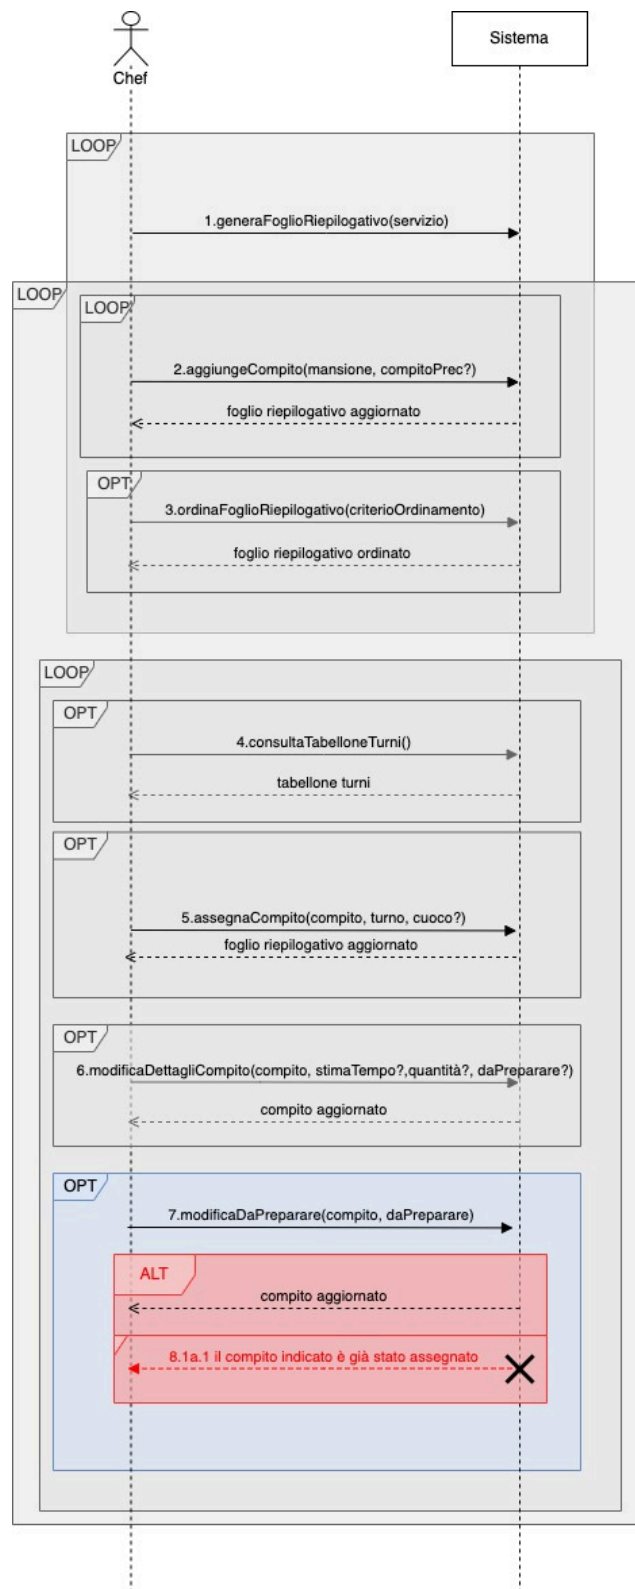 Sistema
Chef
LOOP
1.generaFoglioRiepilogativo(servizio)
LOOP
LOOP
2.aggiungeCompito(mansione, compitoPrec?)
foglio riepilogativo aggiornato
OPT
3.ordinaFoglioRiepilogativo(criterioOrdinamento)
foglio riepilogativo ordinato
LOOP
OPT
4.consultaTabelloneTurni()
tabellone turni
OPT
5.assegnaCompito(compito, turno, cuoco?)
foglio riepilogativo aggiornato
OPT
6.modificaDettagliCompito(compito, stimaTempo?,quantità?, daPreparare?)
compito aggiornato
OPT
7.modificaDaPreparare(compito, daPreparare)
ALT
compito aggiornato
8.1a.1 il compito indicato è già stato assegnato